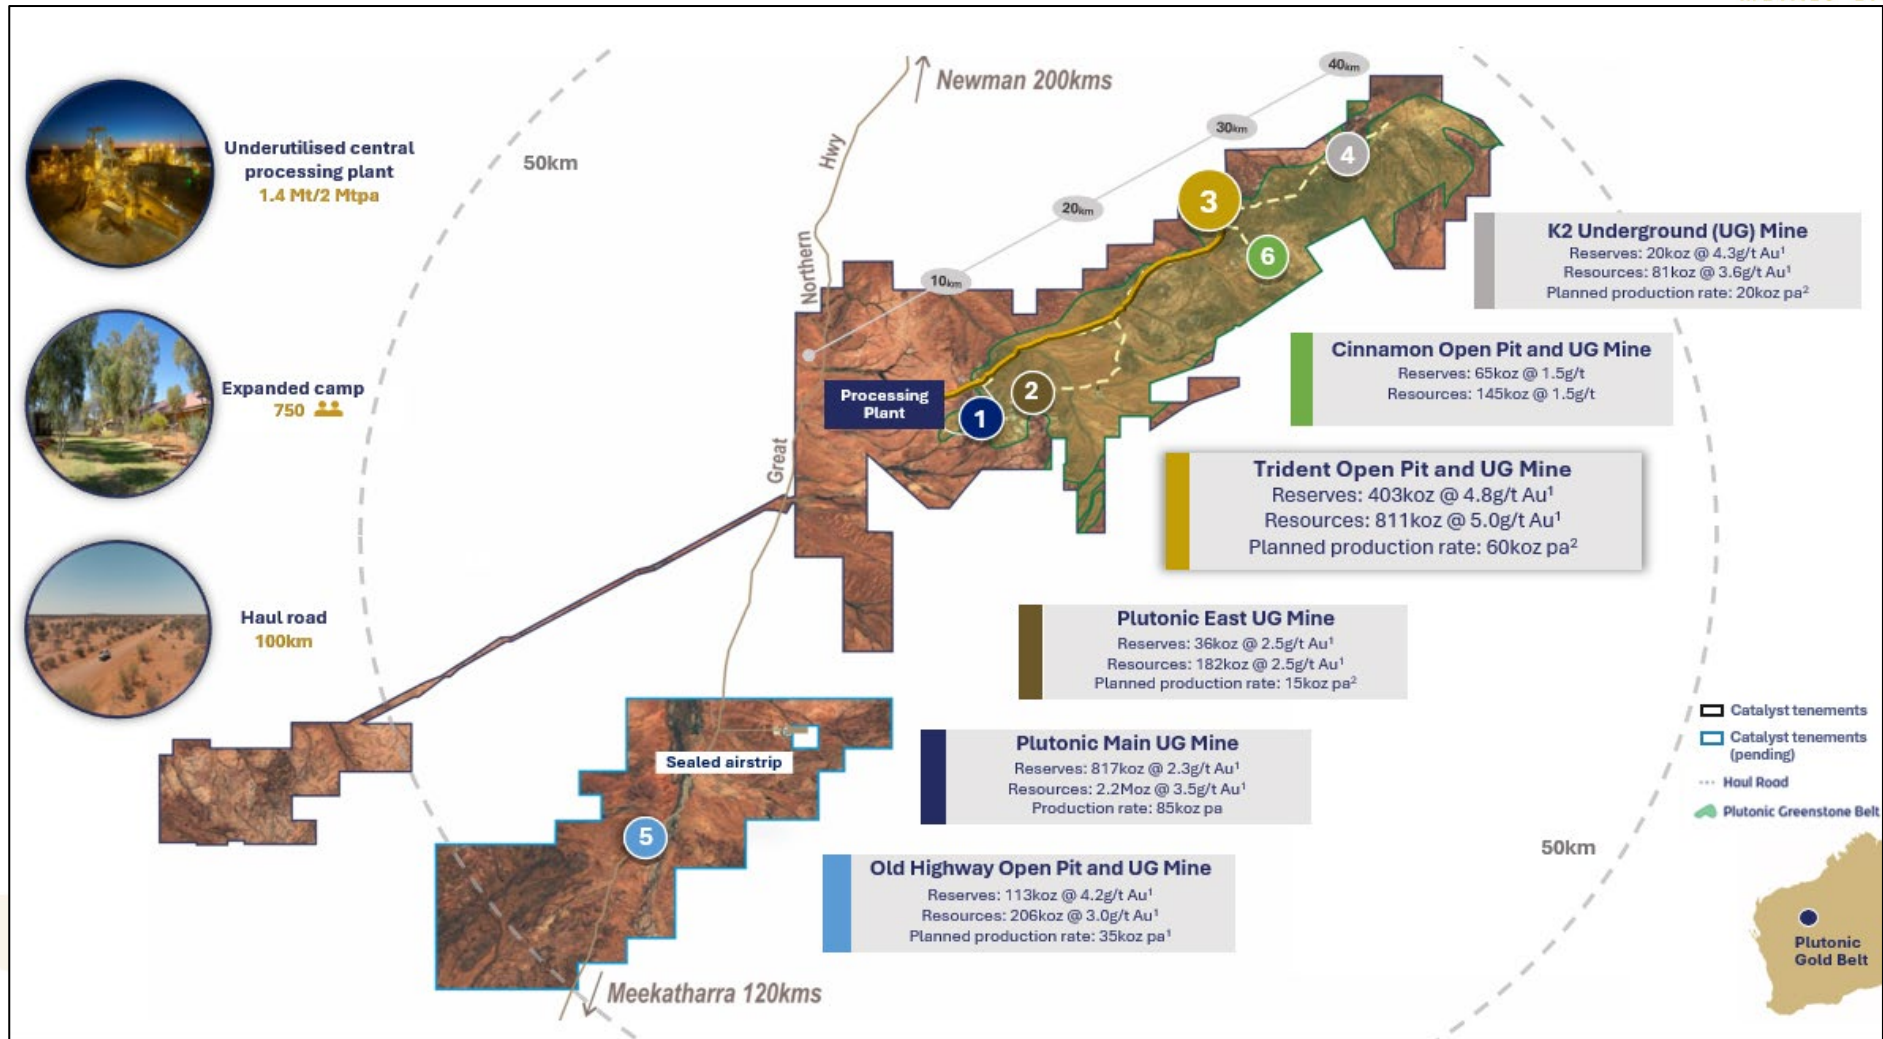 Newman 200kms
40km
30km
20km
10km
50km
Hwy
Northern
Great
Underutilised central
processing plant
1.4 Mt/2 Mtpa
Expanded camp
750
Haul road
100km
4
3
6
2
1
5
Processing
Plant
K2 Underground (UG) Mine
Reserves: 20koz @ 4.3g/t Au¹
Resources: 81koz @ 3.6g/t Au¹
Planned production rate: 20koz pa²
Cinnamon Open Pit and UG Mine
Reserves: 65koz @ 1.5g/t
Resources: 145koz @ 1.5g/t
Trident Open Pit and UG Mine
Reserves: 403koz @ 4.8g/t Au¹
Resources: 811koz @ 5.0g/t Au¹
Planned production rate: 60koz pa²
Plutonic East UG Mine
Reserves: 36koz @ 2.5g/t Au¹
Resources: 182koz @ 2.5g/t Au¹
Planned production rate: 15koz pa²
Plutonic Main UG Mine
Reserves: 817koz @ 2.3g/t Au¹
Resources: 2.2Moz @ 3.5g/t Au¹
Production rate: 85koz pa
Old Highway Open Pit and UG Mine
Reserves: 113koz @ 4.2g/t Au¹
Resources: 206koz @ 3.0g/t Au¹
Planned production rate: 35koz pa¹
Sealed airstrip
Meekatharra 120kms
50km
Catalyst tenements
Catalyst tenements
(pending)
Haul Road
Plutonic Greenstone Belt
Plutonic
Gold Belt